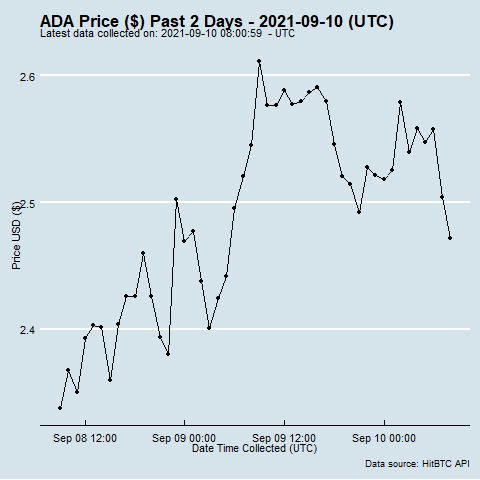 ADA Price ($) Past 2 Days - 2021-09-10 (UTC)
Latest data collected on: 2021-09-10 08:00:59 - UTC
2.6
2.5
2.4
Price USD ($)
Sep 08 12:00
Sep 09 00:00
Sep 09 12:00
Sep 10 00:00
Date Time Collected (UTC)
Data source: HitBTC API